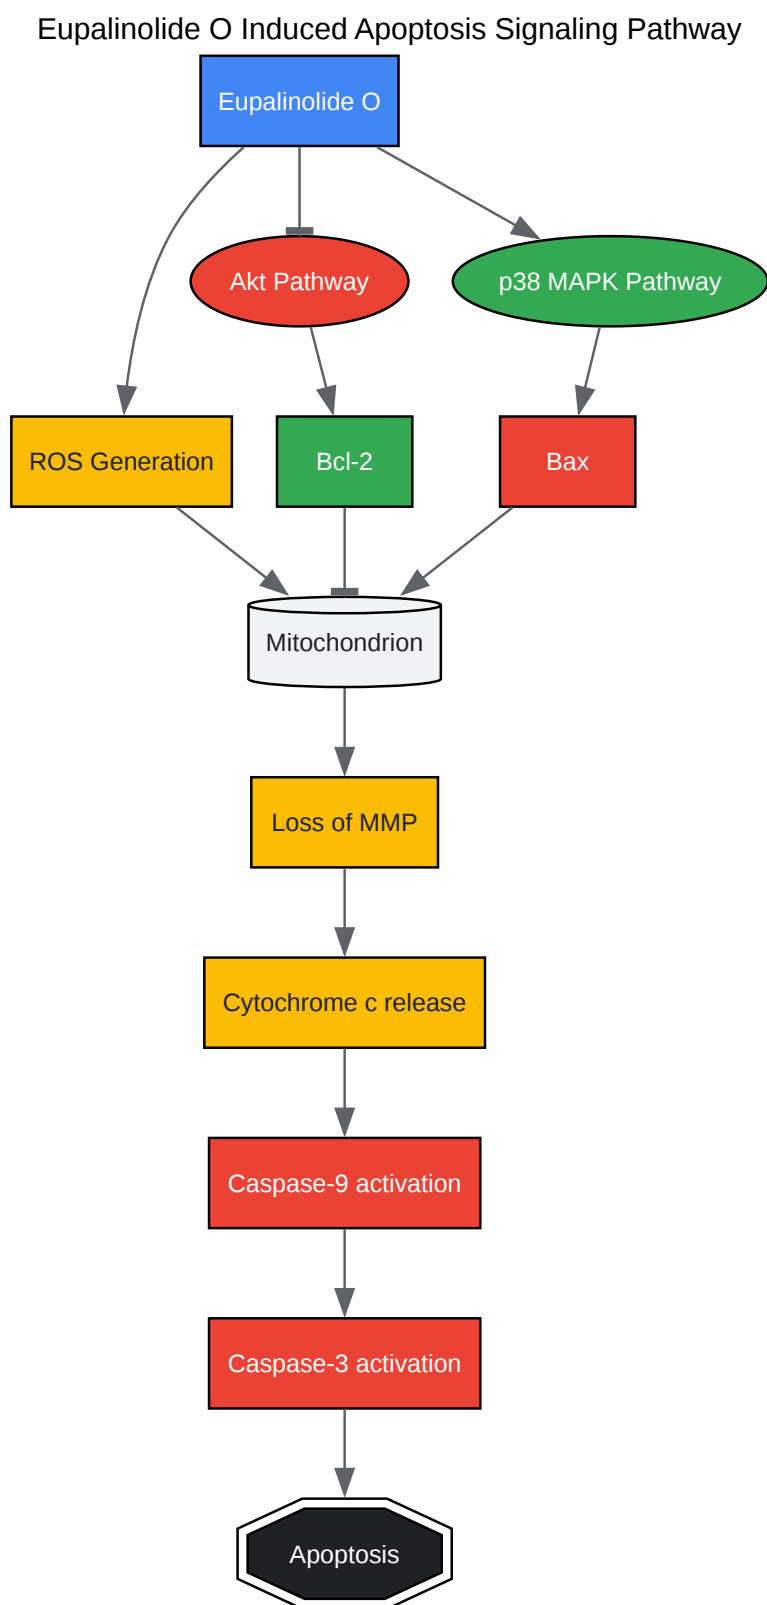 Eupalinolide O Induced Apoptosis Signaling Pathway
Eupalinolide O
Akt Pathway
p38 MAPK Pathway
ROS Generation
Bcl-2
Bax
Mitochondrion
Loss of MMP
Cytochrome c release
Caspase-9 activation
Caspase-3 activation
Apoptosis